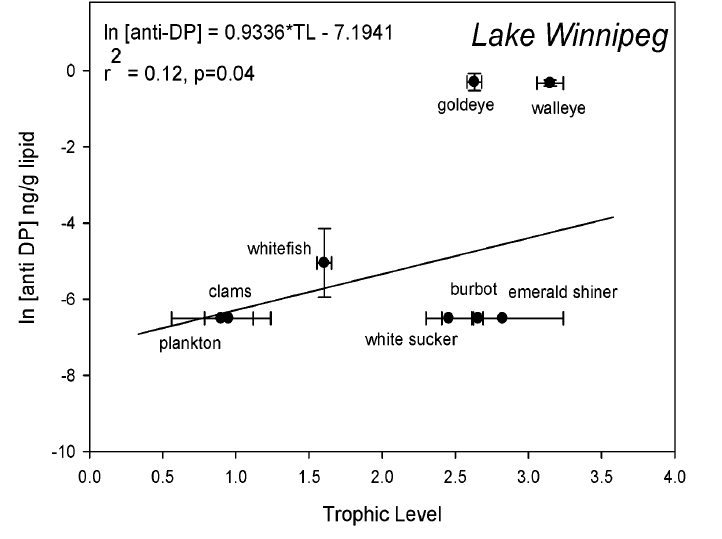 ln [anti-DP] = 0.9336*TL - 7.1941
r2 = 0.12, p=0.04
Lake Winnipeg
goldeye
walleye
whitefish
clams
plankton
burbot
emerald shiner
white sucker
ln [anti DP] ng/g lipid
0
-2
-4
-6
-8
-10
0.0 0.5 1.0 1.5 2.0 2.5 3.0 3.5 4.0
Trophic Level